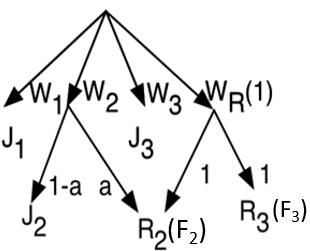 W1 W2 W3 WR(1)
J1 J3
1-a a 1 1
J2 R2(F2) R3(F3)